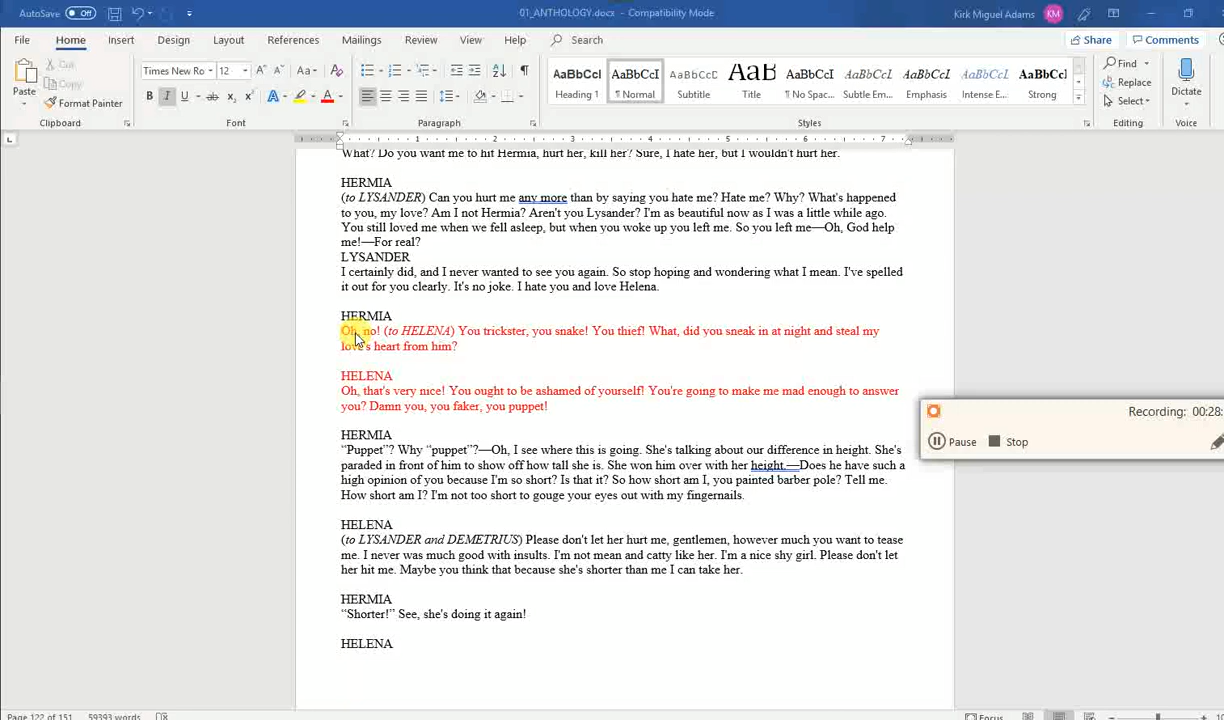 AutoSave Off
01_ANTHOLOGY.docx - Compatibility Mode
Kirk Miguel Adams KM
File Home Insert Design Layout References Mailings Review View Help Search Share Comments
Paste Cut Copy Format Painter
Clipboard
Times New Ro 12 Aa
B I U ab x₂ x² A A
Font
Paragraph
AaBbCcI AaBbCcI AaBbCcD AaB AaBbCcI AaBbCcI AaBbCcI AaBbCcI AaBbCcI
Heading 1 ¶ Normal Subtitle Title ¶ No Spac... Subtle Em... Emphasis Intense E... Strong
Styles
Find Replace Select
Editing
Dictate
Voice
1 2 3 4 5 6 7
What? Do you want me to hit Hermia, hurt her, kill her? Sure, I hate her, but I wouldn't hurt her.
HERMIA
(to LYSANDER) Can you hurt me any more than by saying you hate me? Hate me? Why? What's happened
to you, my love? Am I not Hermia? Aren't you Lysander? I'm as beautiful now as I was a little while ago.
You still loved me when we fell asleep, but when you woke up you left me. So you left me—Oh, God help
me!—For real?
LYSANDER
I certainly did, and I never wanted to see you again. So stop hoping and wondering what I mean. I've spelled
it out for you clearly. It's no joke. I hate you and love Helena.
HERMIA
Oh, no! (to HELENA) You trickster, you snake! You thief! What, did you sneak in at night and steal my
love's heart from him?
HELENA
Oh, that's very nice! You ought to be ashamed of yourself! You're going to make me mad enough to answer
you? Damn you, you faker, you puppet!
HERMIA
“Puppet”? Why “puppet”?—Oh, I see where this is going. She's talking about our difference in height. She's
paraded in front of him to show off how tall she is. She won him over with her height.—Does he have such a
high opinion of you because I'm so short? Is that it? So how short am I, you painted barber pole? Tell me.
How short am I? I'm not too short to gouge your eyes out with my fingernails.
HELENA
(to LYSANDER and DEMETRIUS) Please don't let her hurt me, gentlemen, however much you want to tease
me. I never was much good with insults. I'm not mean and catty like her. I'm a nice shy girl. Please don't let
her hit me. Maybe you think that because she's shorter than me I can take her.
HERMIA
“Shorter!” See, she's doing it again!
HELENA
Recording: 00:28:
Pause Stop
Page 122 of 151 59393 words Focus